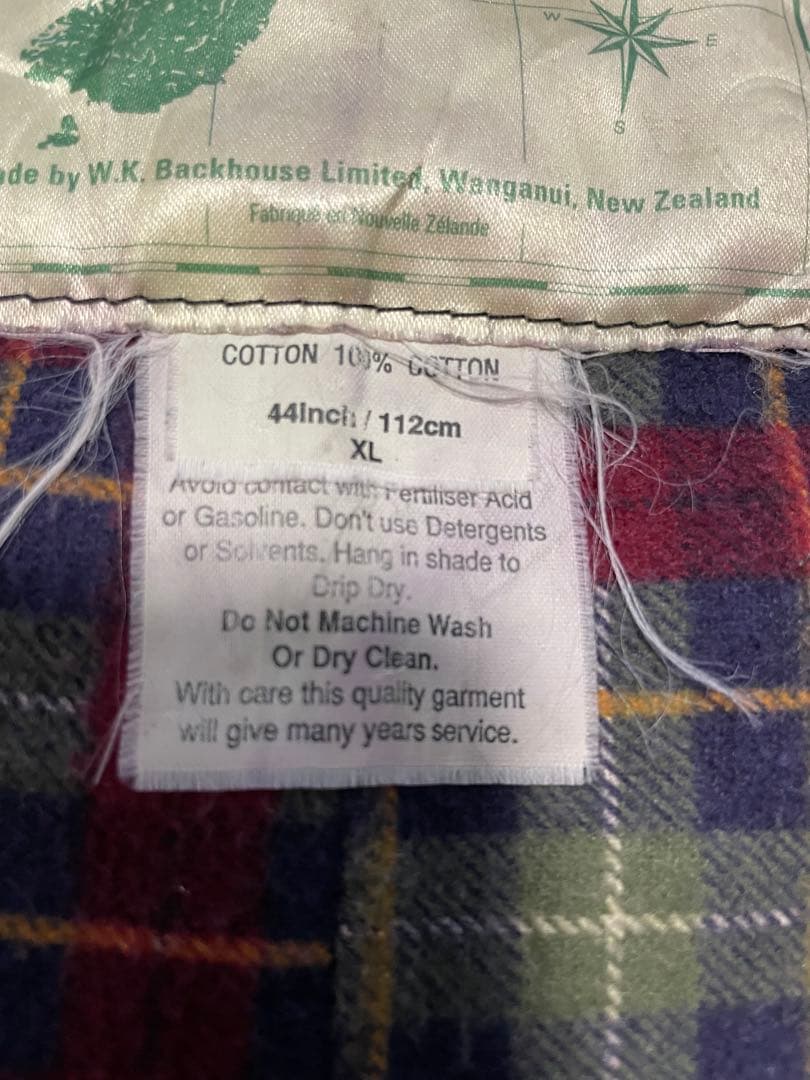 W
E
S
de by W.K. Backhouse Limited, Wanganui, New Zealand
Fabriqué en Nouvelle Zélande
COTTON 100% COTTON
44Inch / 112cm
XL
Avoid contact with Fertiliser Acid
or Gasoline. Don't use Detergents
or Solvents. Hang in shade to
Drip Dry.
Do Not Machine Wash
Or Dry Clean.
With care this quality garment
will give many years service.